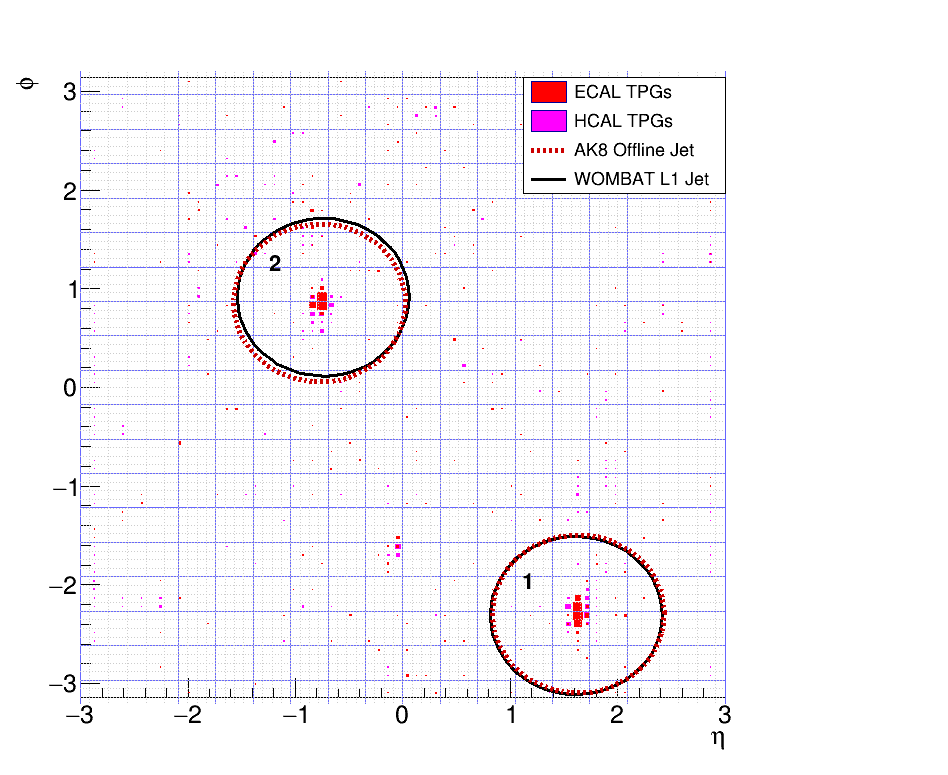 ϕ
3
2
1
0
−1
−2
−3
ECAL TPGs
HCAL TPGs
AK8 Offline Jet
WOMBAT L1 Jet
2
1
−3 −2 −1 0 1 2 3
η